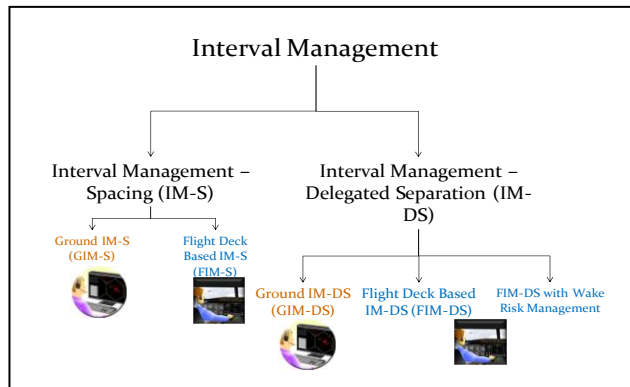 Interval Management
Interval Management –
Spacing (IM-S)
Interval Management –
Delegated Separation (IM-
DS)
Ground IM-S
(GIM-S)
Flight Deck
Based IM-S
(FIM-S)
Ground IM-DS
(GIM-DS)
Flight Deck Based
IM-DS (FIM-DS)
FIM-DS with Wake
Risk Management